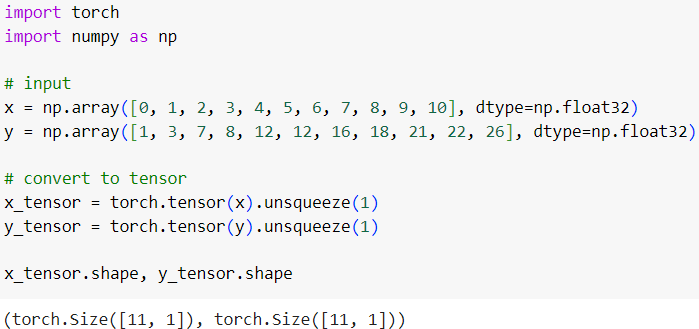 import torch
import numpy as np
# input
x = np.array([0, 1, 2, 3, 4, 5, 6, 7, 8, 9, 10], dtype=np.float32)
y = np.array([1, 3, 7, 8, 12, 12, 16, 18, 21, 22, 26], dtype=np.float32)
# convert to tensor
x_tensor = torch.tensor(x).unsqueeze(1)
y_tensor = torch.tensor(y).unsqueeze(1)
x_tensor.shape, y_tensor.shape
(torch.Size([11, 1]), torch.Size([11, 1]))